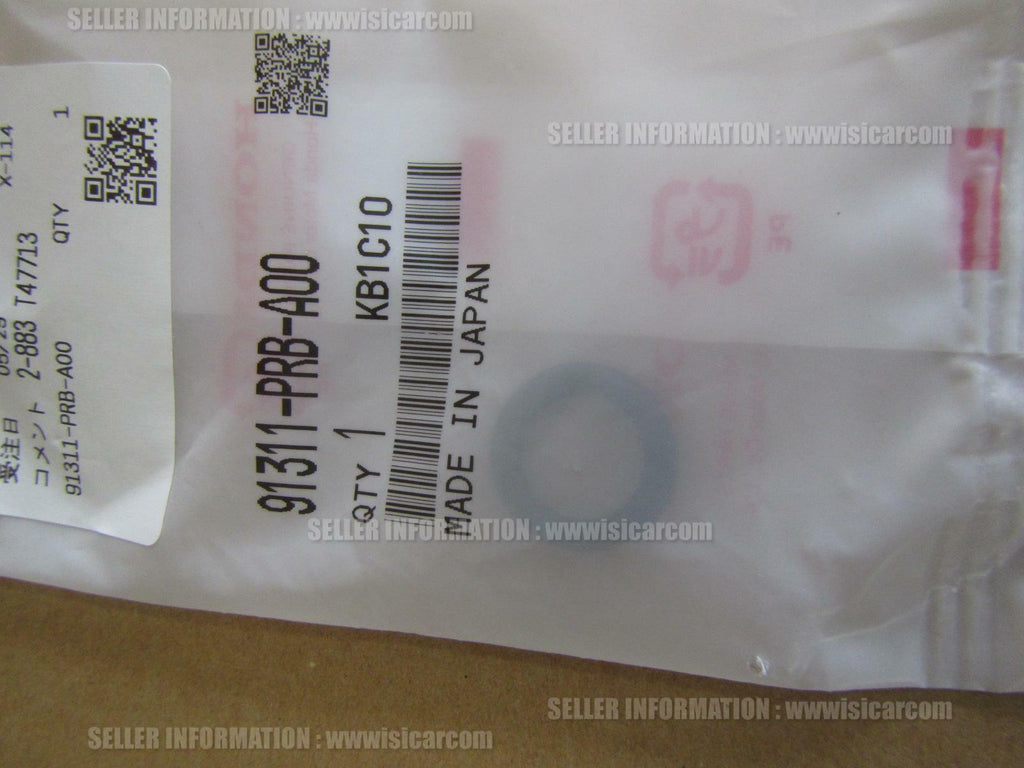 SELLER INFORMATION : wwwisicarcom
SELLER INFORMATION : wwwisicarcom
受注日
コメント 2-883 I47713
91311-PRB-A00 QTY 1
X-114
91311-PRB-A00
QTY 1 KB1C10
MADE IN JAPAN
PE
SELLER INFORMATION : wwwisicarcom
SELLER INFORMATION : wwwisicarcom
SELLER INFORMATION : wwwisicarcom